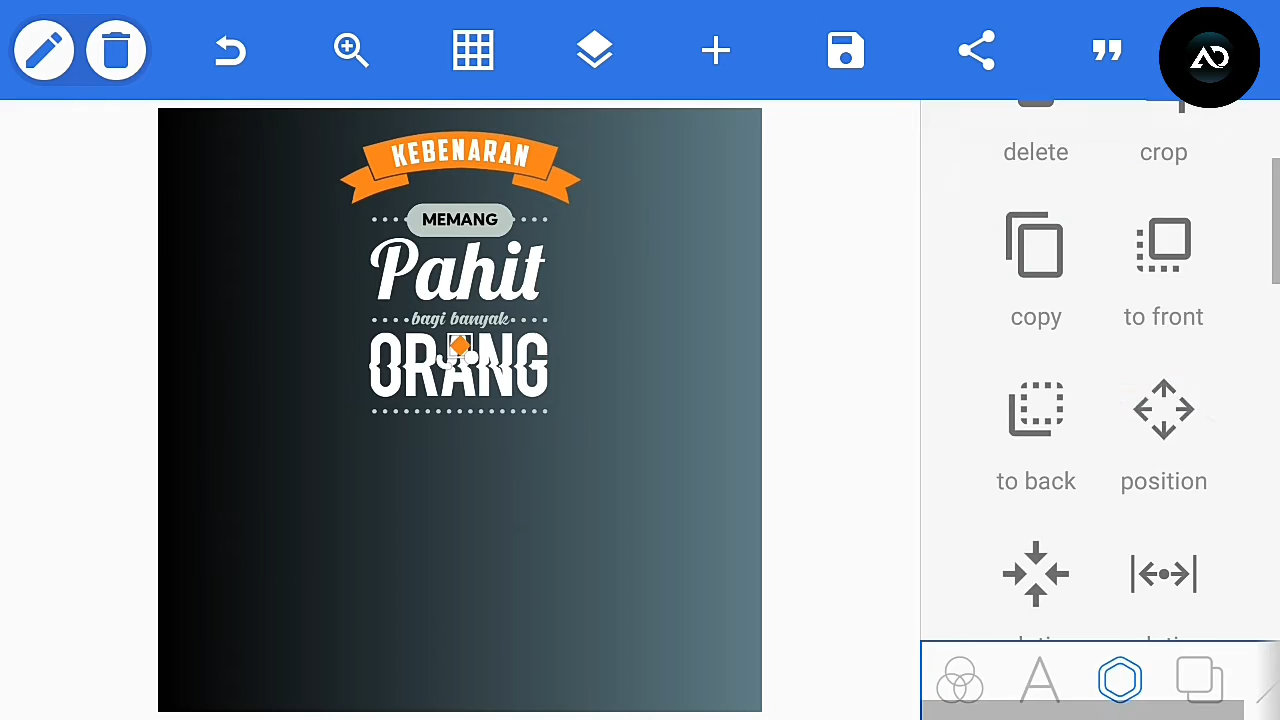 delete crop
KEBENARAN
MEMANG
Pahit
copy to front
bagi banyak
ORANG
to back position